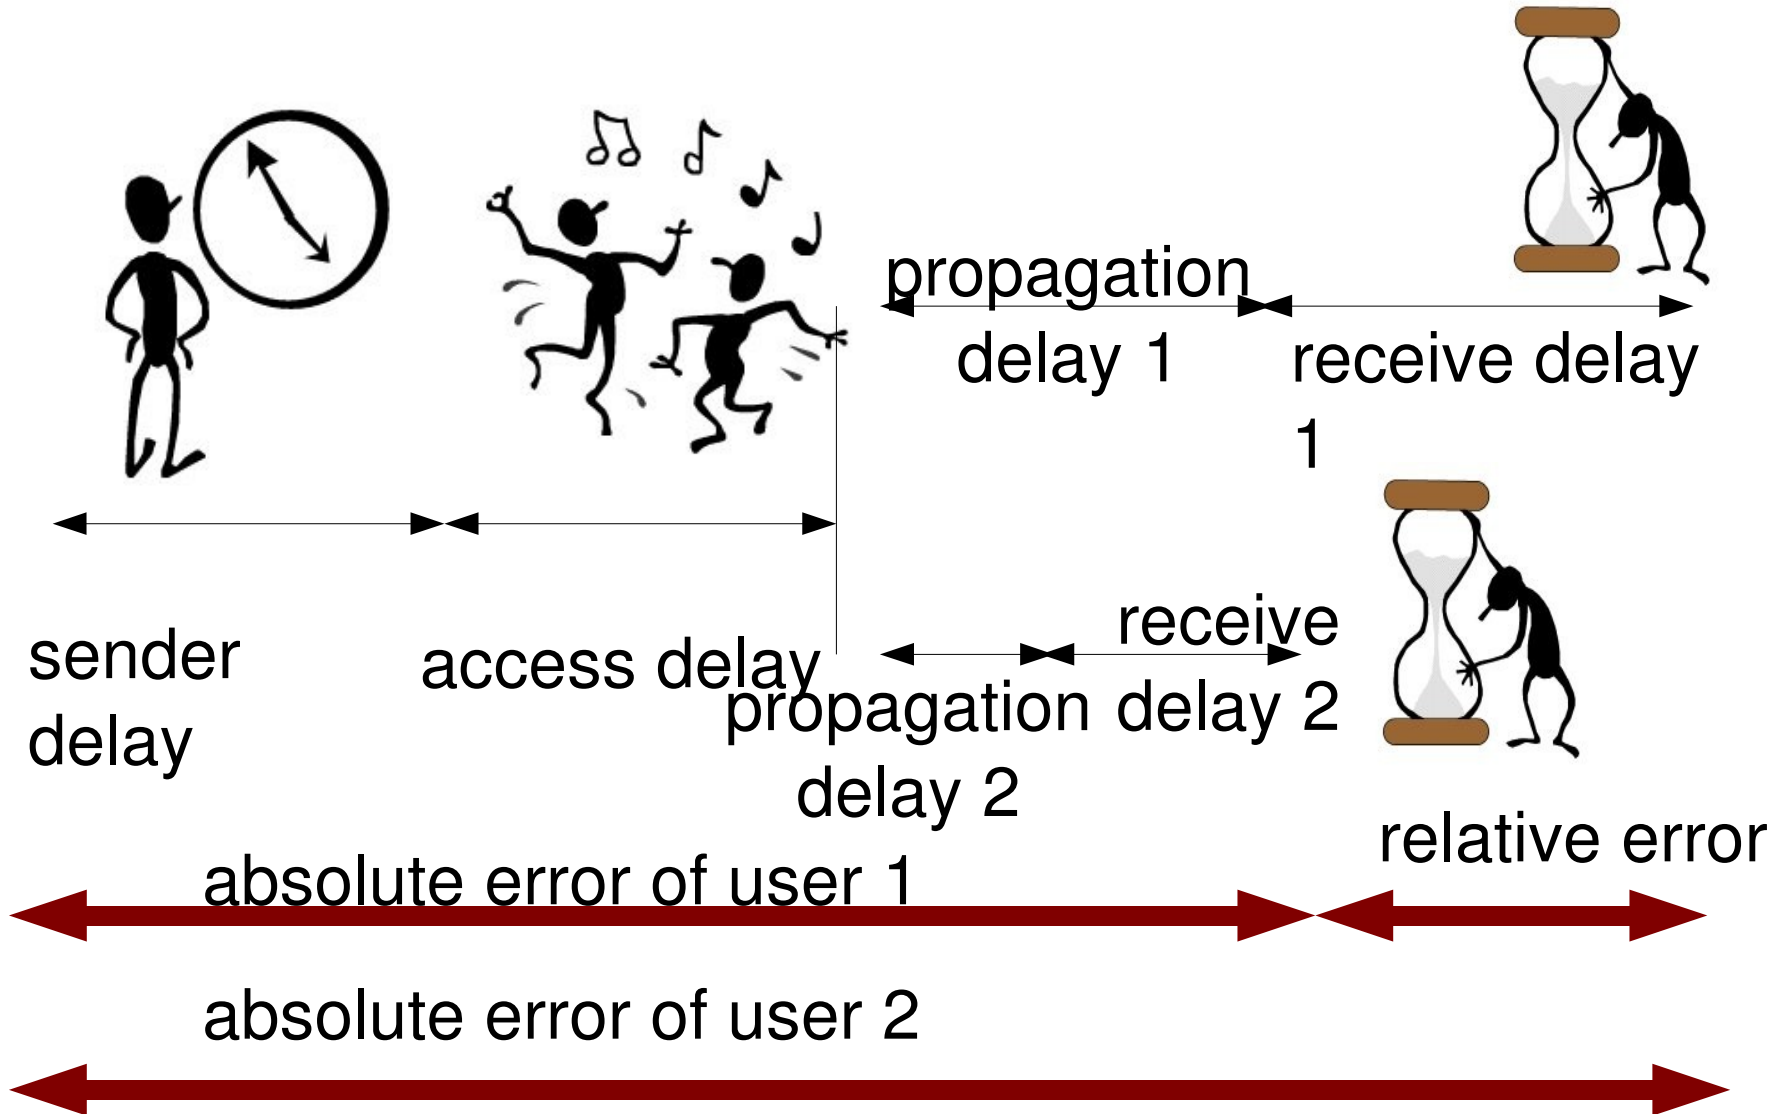 propagation
delay 1
receive delay
1
sender
delay
access delay
receive
delay 2
propagation
delay 2
relative error
absolute error of user 1
absolute error of user 2